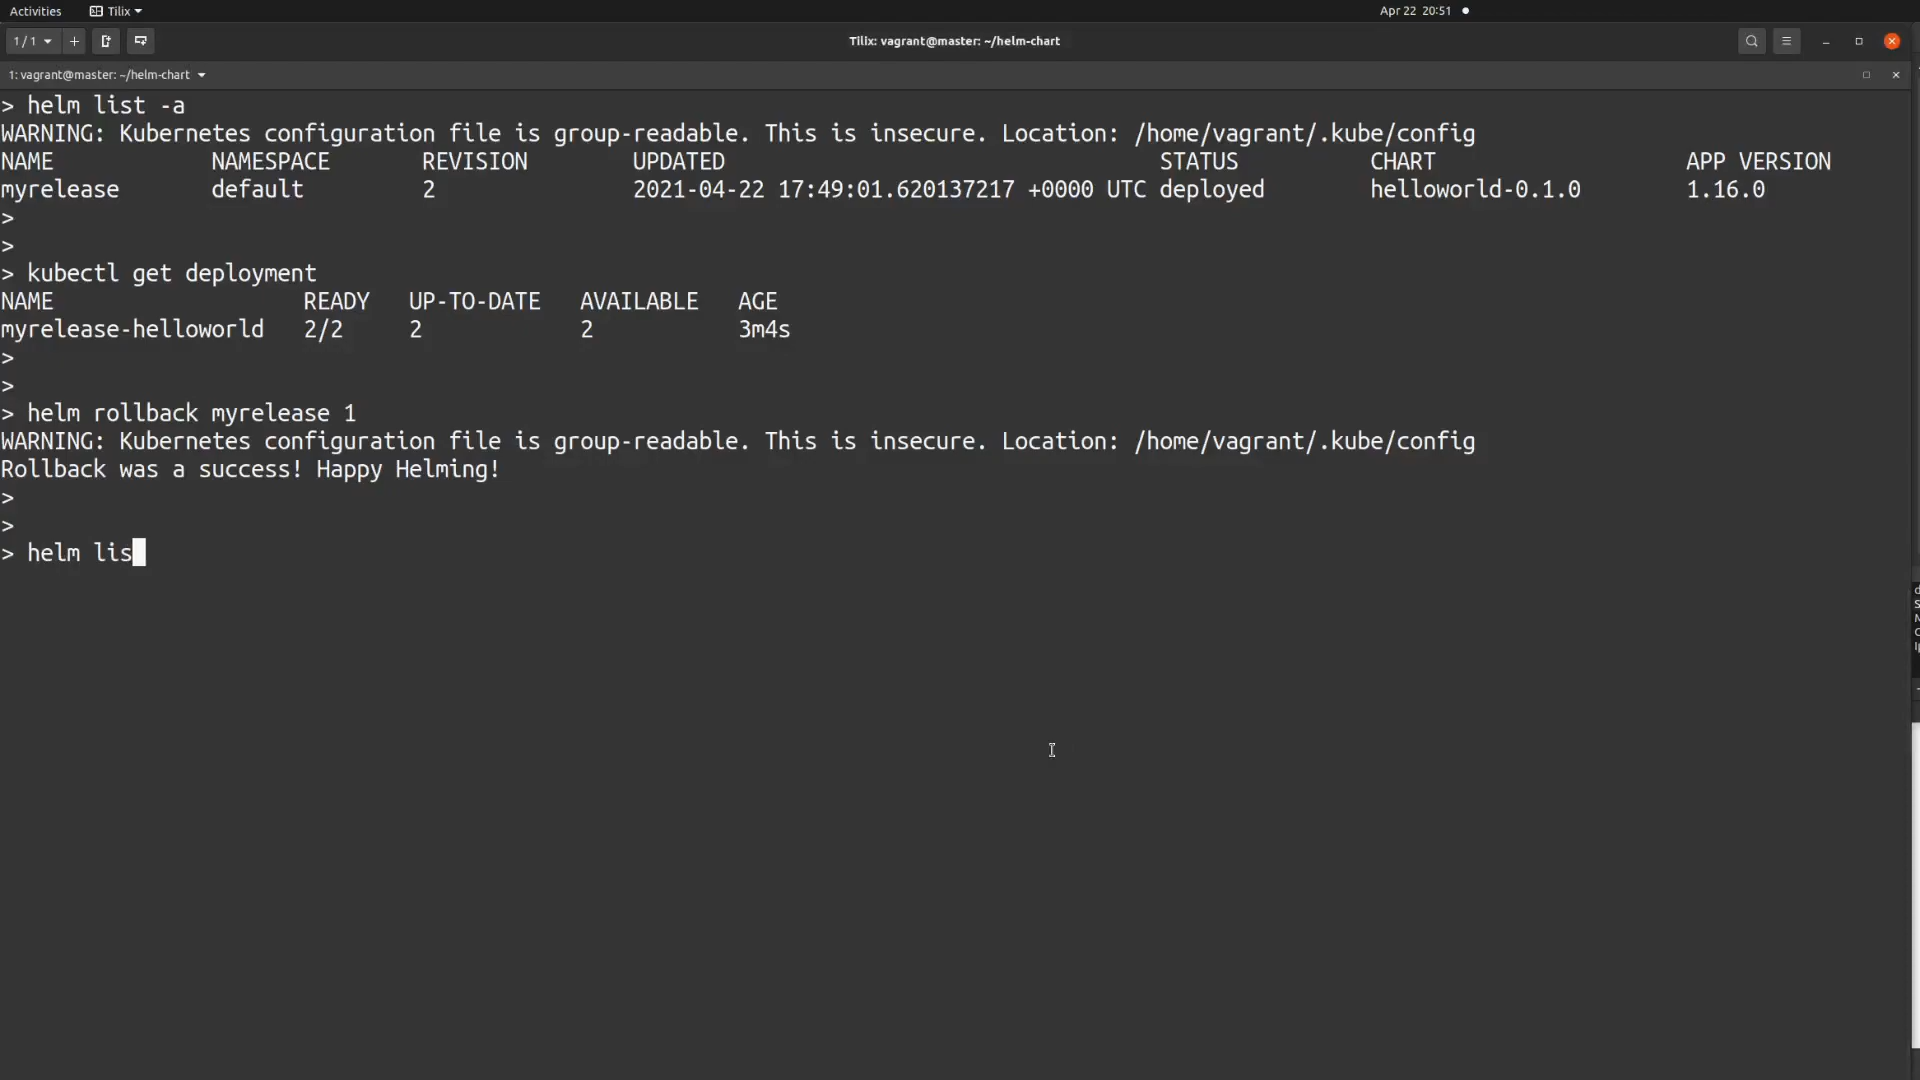 Activities Tilix Apr 22 20:51
1 / 1 Tilix: vagrant@master: ~/helm-chart
1: vagrant@master: ~/helm-chart
> helm list -a
WARNING: Kubernetes configuration file is group-readable. This is insecure. Location: /home/vagrant/.kube/config
NAME NAMESPACE REVISION UPDATED STATUS CHART APP VERSION
myrelease default 2 2021-04-22 17:49:01.620137217 +0000 UTC deployed helloworld-0.1.0 1.16.0
>
>
> kubectl get deployment
NAME READY UP-TO-DATE AVAILABLE AGE
myrelease-helloworld 2/2 2 2 3m4s
>
>
> helm rollback myrelease 1
WARNING: Kubernetes configuration file is group-readable. This is insecure. Location: /home/vagrant/.kube/config
Rollback was a success! Happy Helming!
>
>
> helm lis